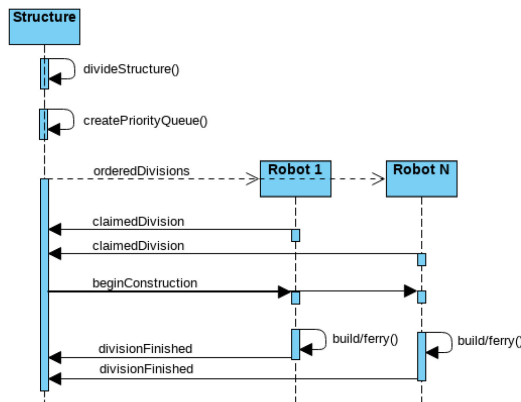 Structure
divideStructure()
createPriorityQueue()
orderedDivisions
Robot 1
Robot N
claimedDivision
claimedDivision
beginConstruction
build/ferry()
build/ferry()
divisionFinished
divisionFinished